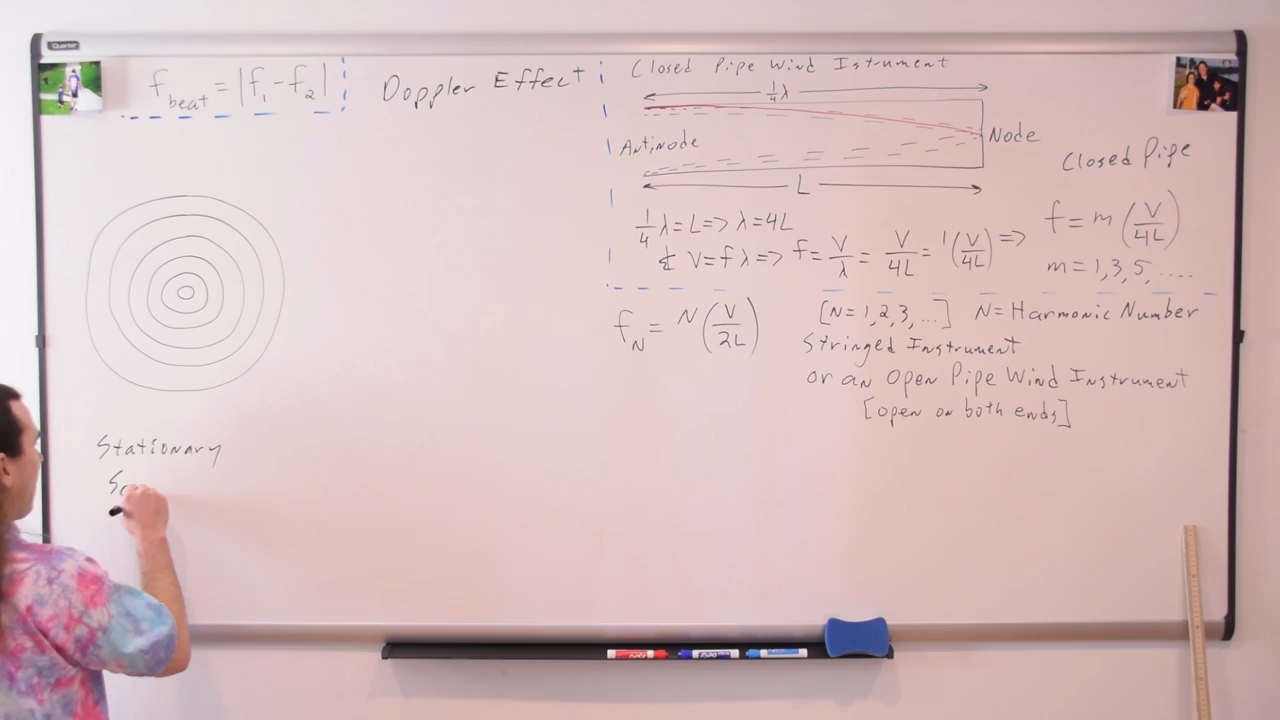 Quartet
f_beat = |f_1 - f_2|
Doppler Effect
Closed Pipe Wind Instrument
1/4 λ
Antinode
Node
L
1/4 λ = L => λ = 4L
& V = f λ => f = V/λ = V/4L = 1(V/4L) =>
Closed Pipe
f = m (V/4L)
m = 1,3,5, ....
f_N = N (V/2L)
[N = 1,2,3, ...] N = Harmonic Number
Stringed Instrument
or an Open Pipe Wind Instrument
[open on both ends]
Stationary